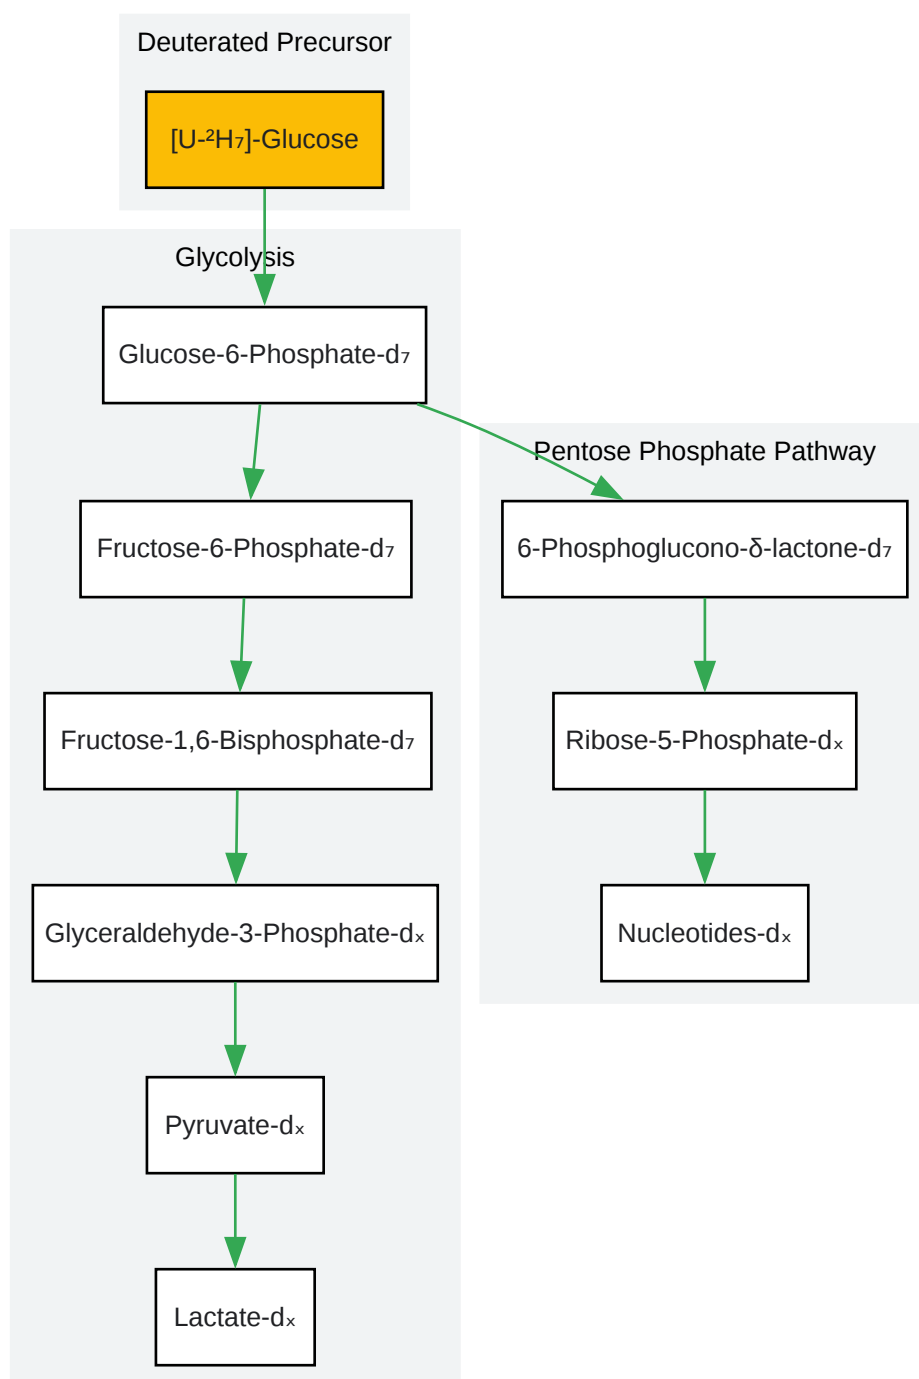 Deuterated Precursor
[U-²H₇]-Glucose
Glycolysis
Glucose-6-Phosphate-d₇
Fructose-6-Phosphate-d₇
Fructose-1,6-Bisphosphate-d₇
Glyceraldehyde-3-Phosphate-dₓ
Pyruvate-dₓ
Lactate-dₓ
Pentose Phosphate Pathway
6-Phosphoglucono-δ-lactone-d₇
Ribose-5-Phosphate-dₓ
Nucleotides-dₓ